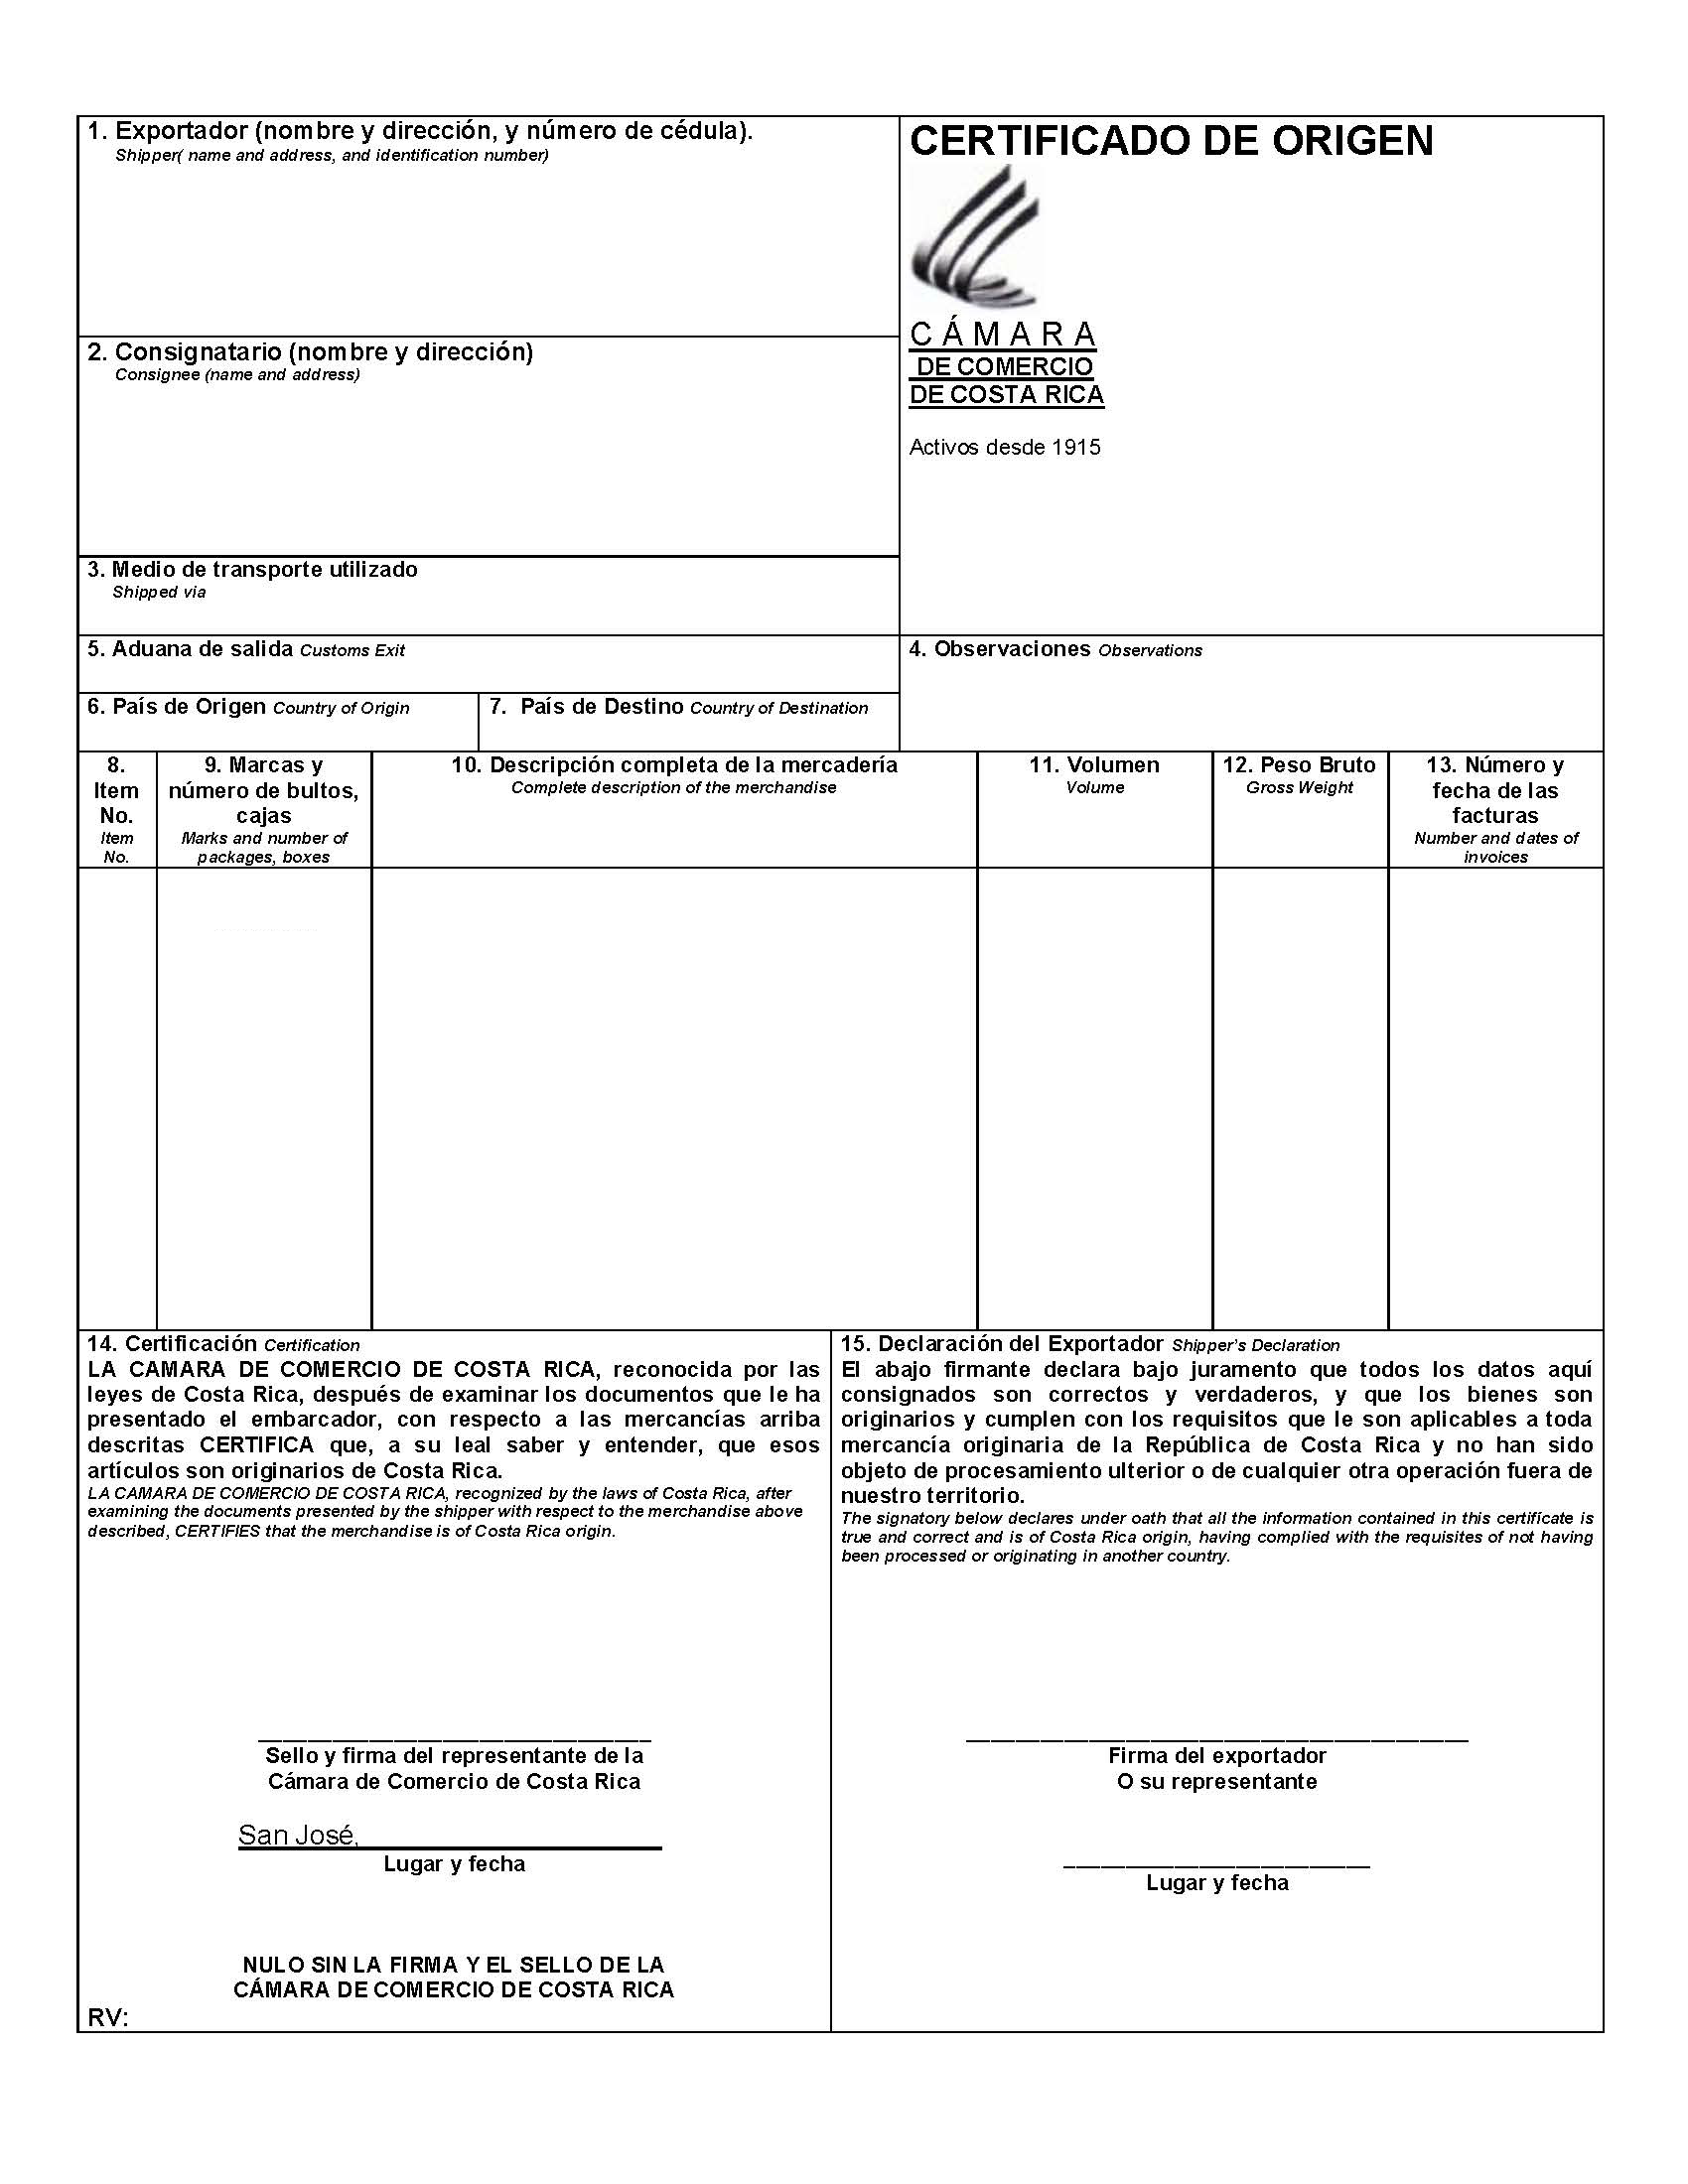 1. Exportador (nombre y dirección, y número de cédula).
Shipper( name and address, and identification number)
CERTIFICADO DE ORIGEN
CÁMARA
DE COMERCIO
DE COSTA RICA
Activos desde 1915
2. Consignatario (nombre y dirección)
Consignee (name and address)
3. Medio de transporte utilizado
Shipped via
5. Aduana de salida Customs Exit
4. Observaciones Observations
6. País de Origen Country of Origin
7. País de Destino Country of Destination
8.
Item
No.
Item
No.
9. Marcas y
número de bultos,
cajas
Marks and number of
packages, boxes
10. Descripción completa de la mercadería
Complete description of the merchandise
11. Volumen
Volume
12. Peso Bruto
Gross Weight
13. Número y
fecha de las
facturas
Number and dates of
invoices
14. Certificación Certification
LA CAMARA DE COMERCIO DE COSTA RICA, reconocida por las
leyes de Costa Rica, después de examinar los documentos que le ha
presentado el embarcador, con respecto a las mercancías arriba
descritas CERTIFICA que, a su leal saber y entender, que esos
artículos son originarios de Costa Rica.
LA CAMARA DE COMERCIO DE COSTA RICA, recognized by the laws of Costa Rica, after
examining the documents presented by the shipper with respect to the merchandise above
described, CERTIFIES that the merchandise is of Costa Rica origin.
Sello y firma del representante de la
Cámara de Comercio de Costa Rica
San José,
Lugar y fecha
NULO SIN LA FIRMA Y EL SELLO DE LA
CÁMARA DE COMERCIO DE COSTA RICA
RV:
15. Declaración del Exportador Shipper's Declaration
El abajo firmante declara bajo juramento que todos los datos aquí
consignados son correctos y verdaderos, y que los bienes son
originarios y cumplen con los requisitos que le son aplicables a toda
mercancía originaria de la República de Costa Rica y no han sido
objeto de procesamiento ulterior o de cualquier otra operación fuera de
nuestro territorio.
The signatory below declares under oath that all the information contained in this certificate is
true and correct and is of Costa Rica origin, having complied with the requisites of not having
been processed or originating in another country.
Firma del exportador
O su representante
Lugar y fecha